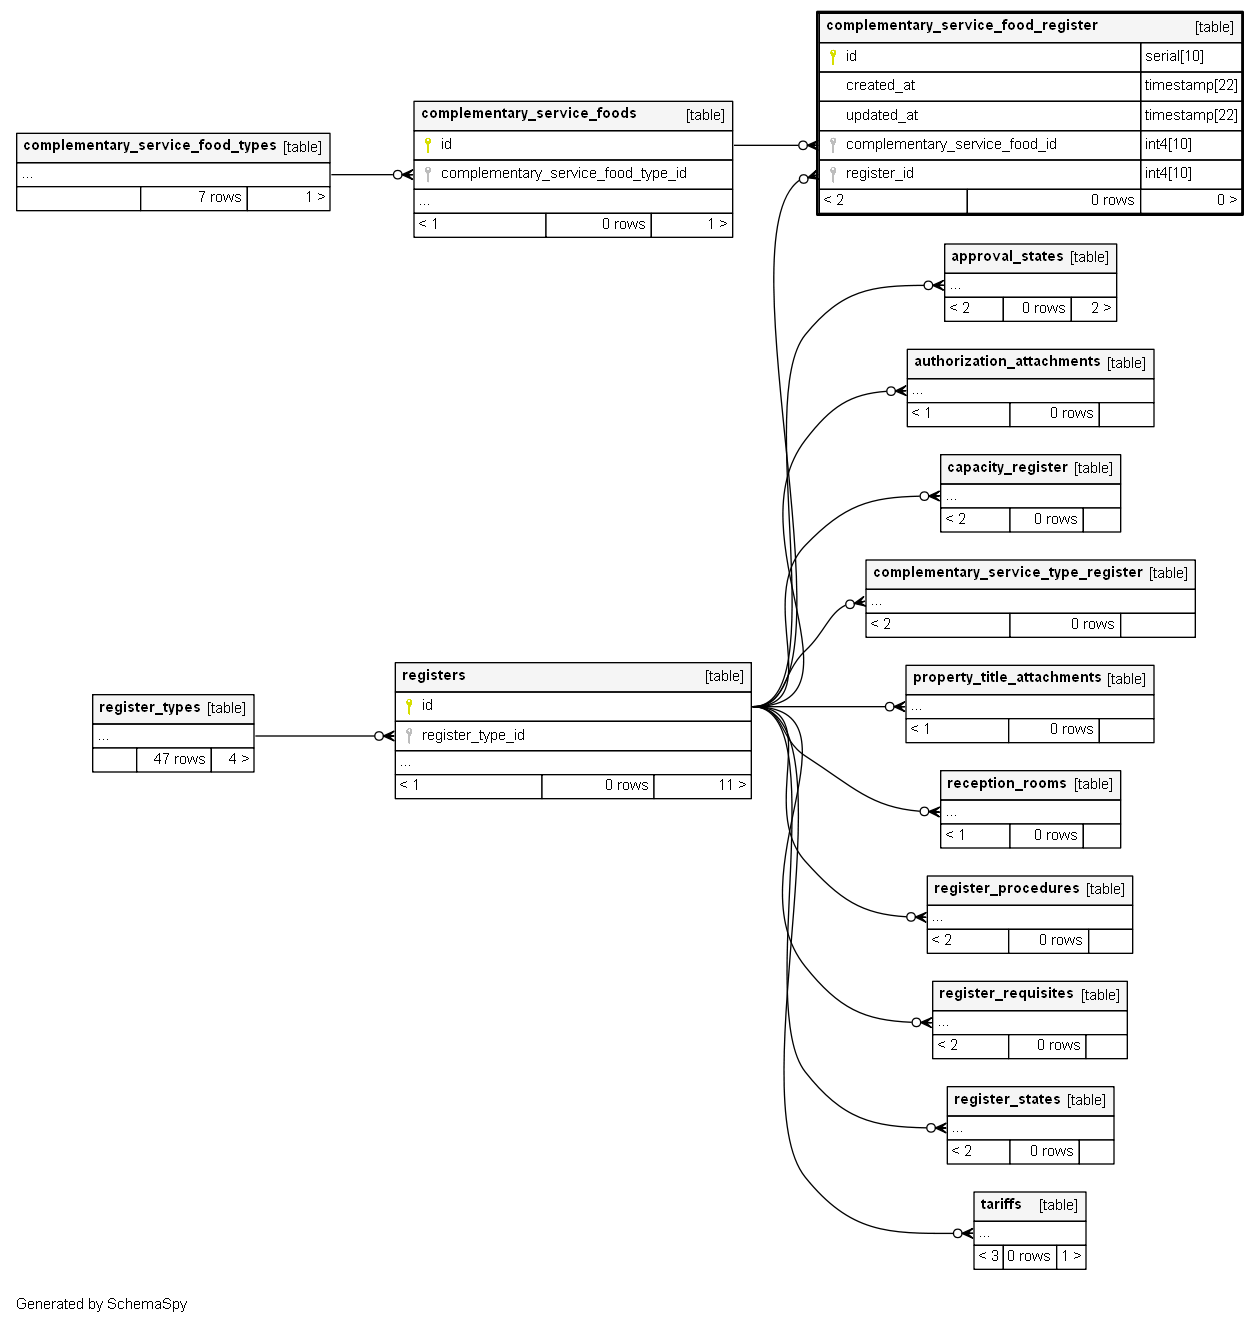 complementary_service_food_register [table]
id serial[10]
created_at timestamp[22]
updated_at timestamp[22]
complementary_service_food_id int4[10]
register_id int4[10]
< 2 0 rows 0 >
complementary_service_foods [table]
id
complementary_service_food_type_id
...
< 1 0 rows 1 >
complementary_service_food_types [table]
...
7 rows 1 >
approval_states [table]
...
< 2 0 rows 2 >
authorization_attachments [table]
...
< 1 0 rows
capacity_register [table]
...
< 2 0 rows
complementary_service_type_register [table]
...
< 2 0 rows
registers [table]
id
register_type_id
...
< 1 0 rows 11 >
register_types [table]
...
47 rows 4 >
property_title_attachments [table]
...
< 1 0 rows
reception_rooms [table]
...
< 1 0 rows
register_procedures [table]
...
< 2 0 rows
register_requisites [table]
...
< 2 0 rows
register_states [table]
...
< 2 0 rows
tariffs [table]
...
< 3 0 rows 1 >
Generated by SchemaSpy